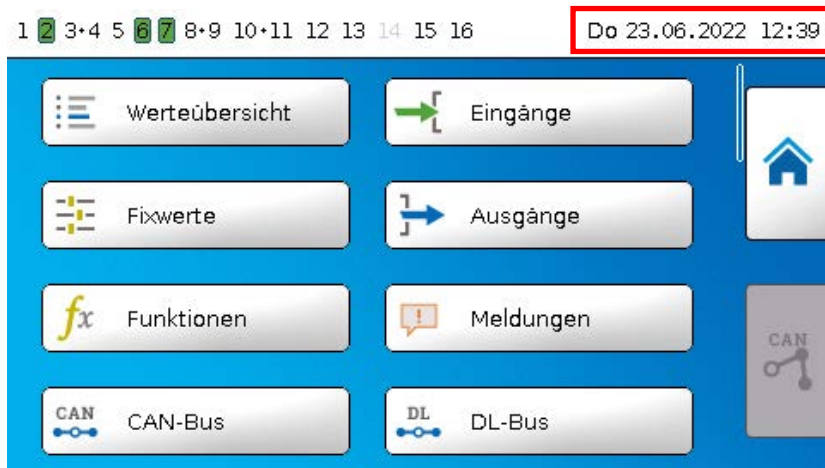 1 2 3+4 5 6 7 8+9 10+11 12 13 14 15 16 Do 23.06.2022 12:39
Werteübersicht Eingänge
Fixwerte Ausgänge
fx Funktionen ! Meldungen
CAN
CAN CAN-Bus DL DL-Bus